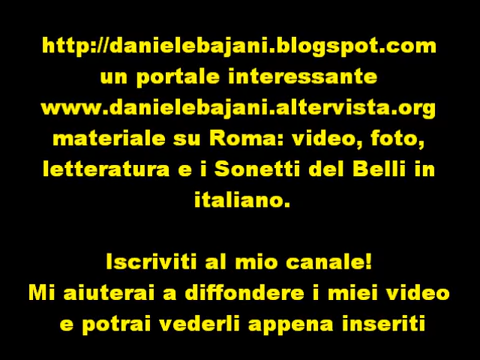 http://danielebajani.blogspot.com
un portale interessante
www.danielebajani.altervista.org
materiale su Roma: video, foto,
letteratura e i Sonetti del Belli in
italiano.
Iscriviti al mio canale!
Mi aiuterai a diffondere i miei video
e potrai vederli appena inseriti